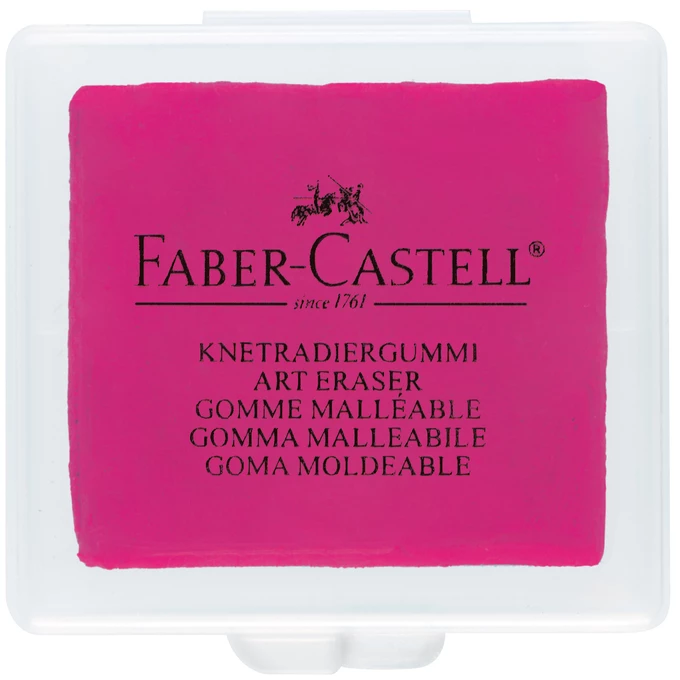 FABER-CASTELL®
since 1761
KNETRADIERGUMMI
ART ERASER
GOMME MALLÉABLE
GOMMA MALLEABILE
GOMA MOLDEABLE